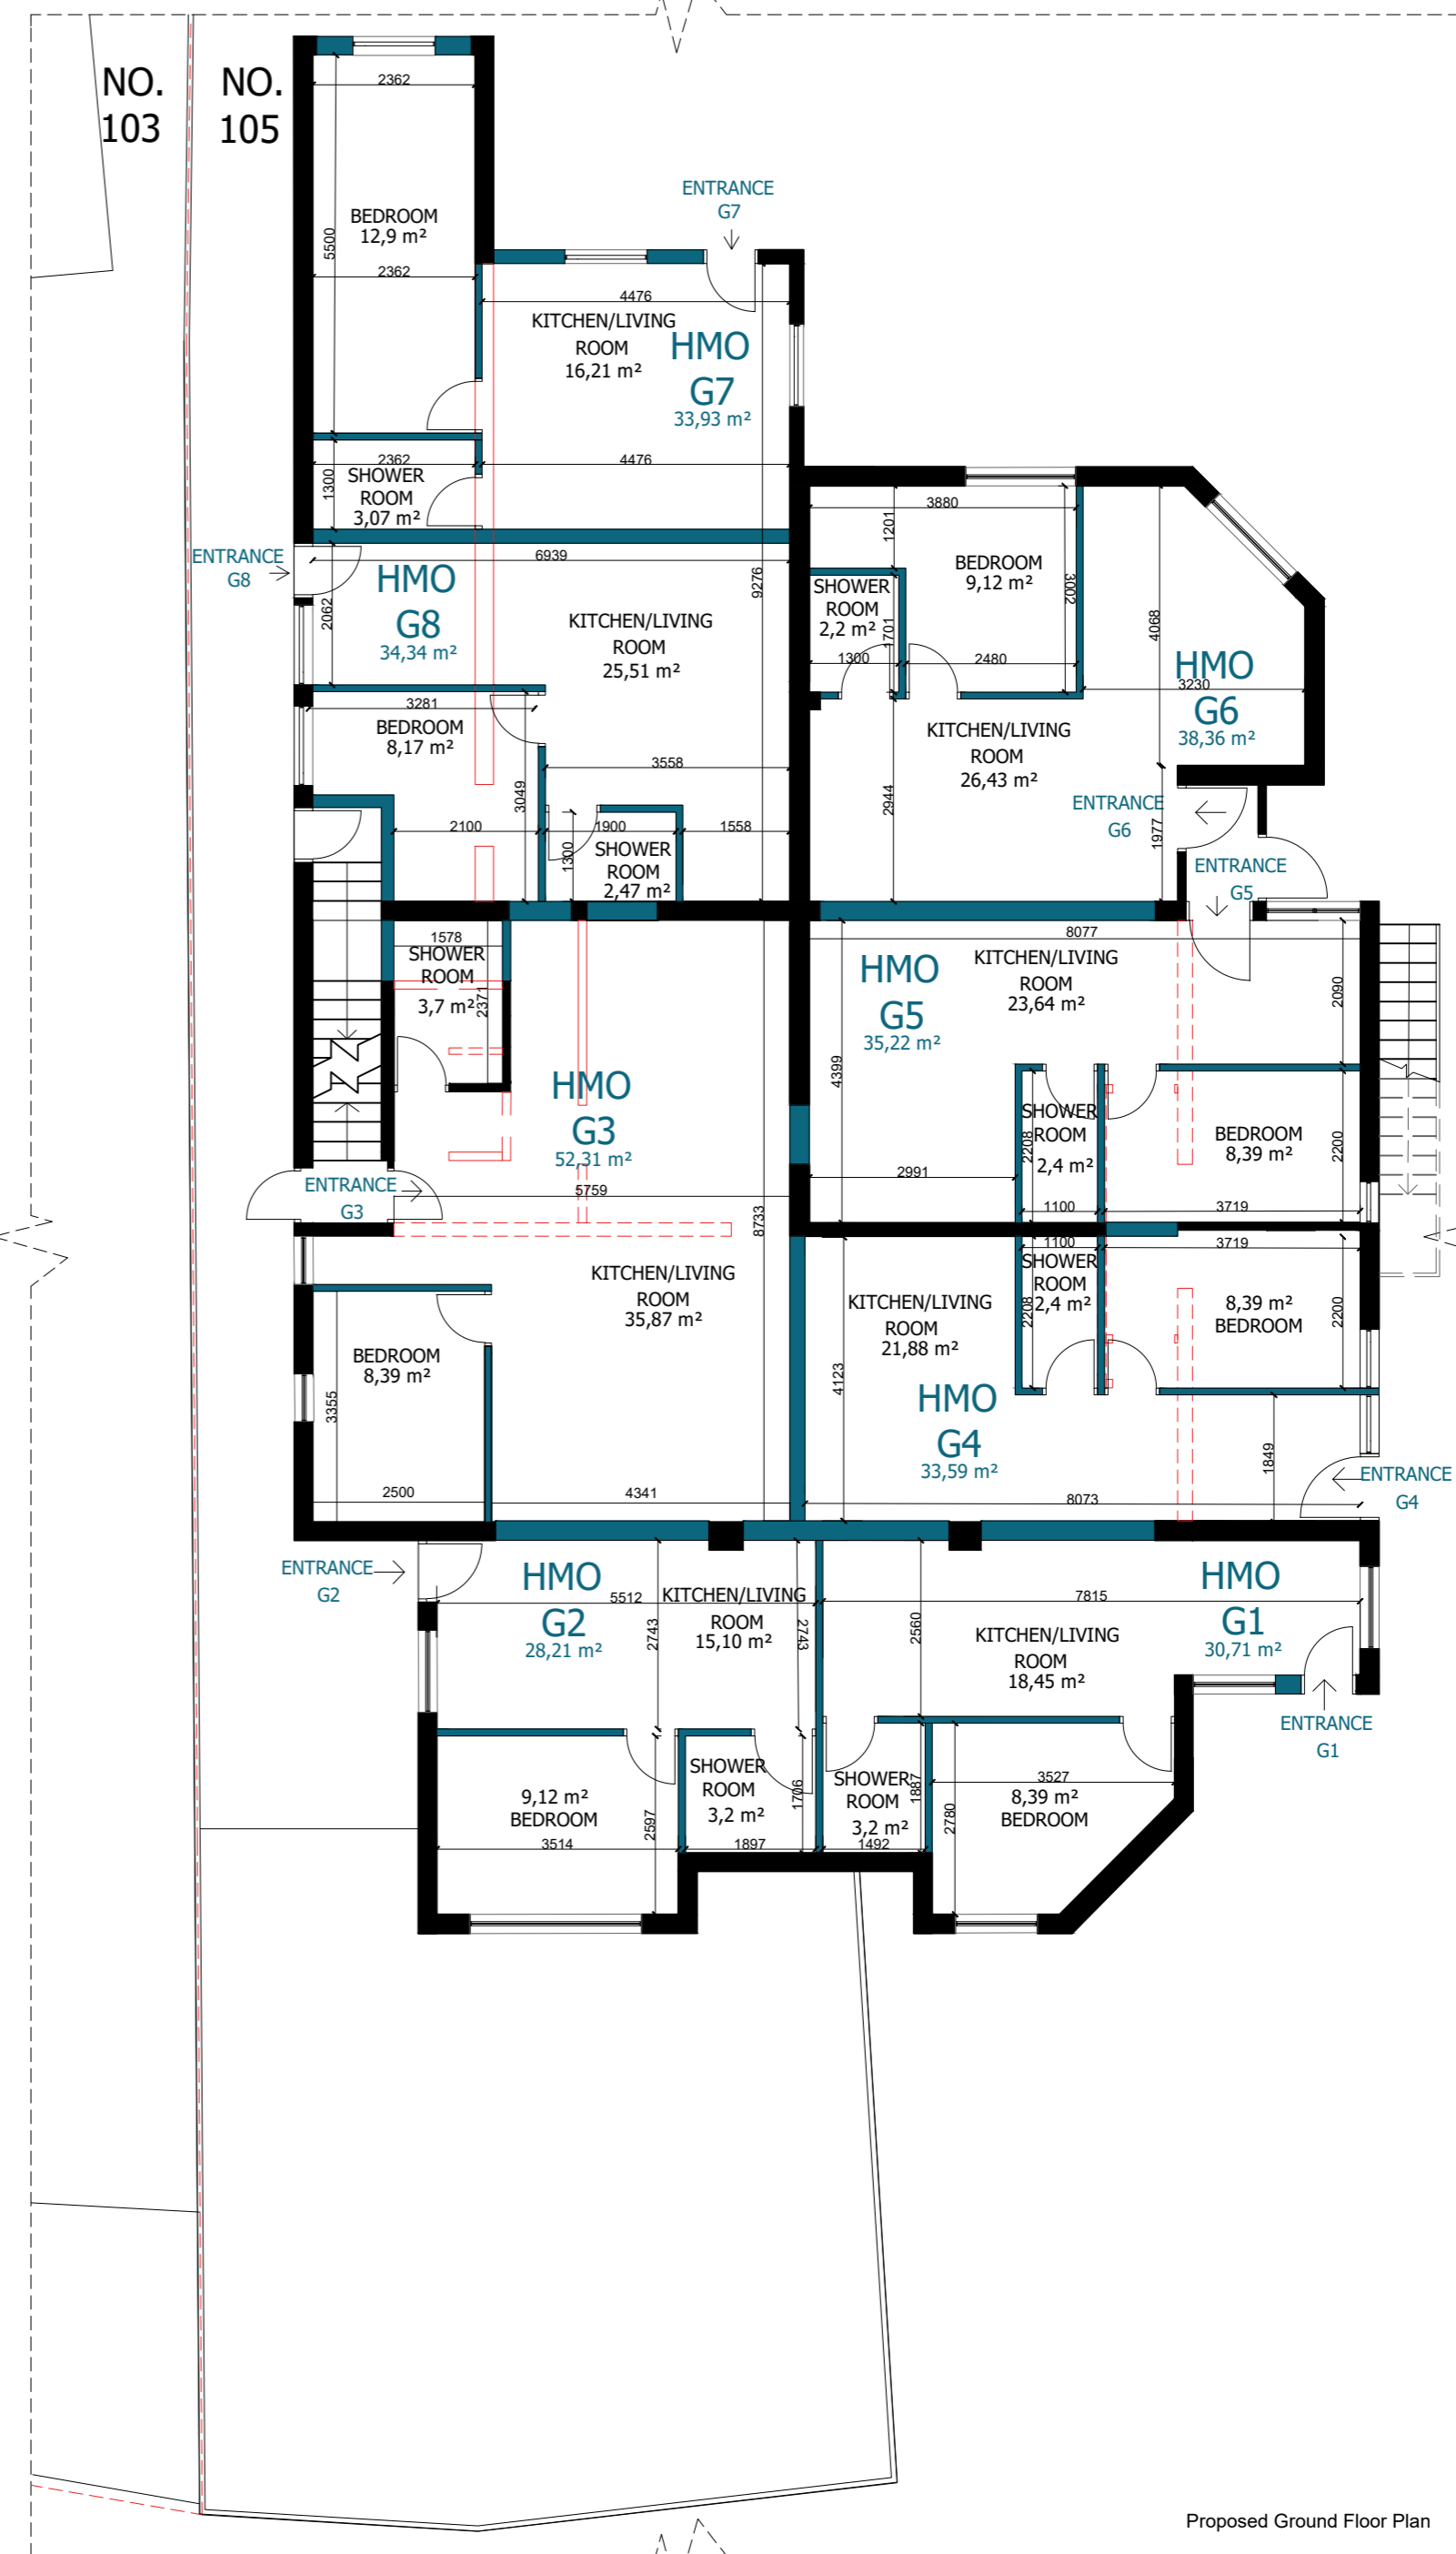 NO.
103
NO.
105
2362
5500
BEDROOM
12,9 m²
2362
ENTRANCE
G7
4476
KITCHEN/LIVING
ROOM
16,21 m²
HMO
G7
33,93 m²
2362
4476
1300
SHOWER
ROOM
3,07 m²
ENTRANCE
G8
6939
9276
2062
HMO
G8
34,34 m²
KITCHEN/LIVING
ROOM
25,51 m²
3281
BEDROOM
8,17 m²
3558
3049
2100
1900
1558
1300
SHOWER
ROOM
2,47 m²
3880
1201
BEDROOM
9,12 m²
3002
SHOWER
ROOM
2,2 m²
1701
1300
2480
4068
HMO
G6
38,36 m²
3230
KITCHEN/LIVING
ROOM
26,43 m²
2944
1977
ENTRANCE
G6
ENTRANCE
G5
1578
SHOWER
ROOM
3,7 m²
2371
HMO
G3
52,31 m²
ENTRANCE
G3
5759
8733
KITCHEN/LIVING
ROOM
35,87 m²
BEDROOM
8,39 m²
3355
2500
4341
8077
HMO
G5
35,22 m²
KITCHEN/LIVING
ROOM
23,64 m²
2090
4399
SHOWER
ROOM
2,4 m²
2208
BEDROOM
8,39 m²
2200
2991
1100
3719
1100
3719
SHOWER
ROOM
2,4 m²
2208
8,39 m²
BEDROOM
2200
KITCHEN/LIVING
ROOM
21,88 m²
4123
HMO
G4
33,59 m²
1849
8073
ENTRANCE
G4
ENTRANCE
G2
HMO
G2
28,21 m²
5512
KITCHEN/LIVING
ROOM
15,10 m²
2743
2743
7815
HMO
G1
30,71 m²
2560
KITCHEN/LIVING
ROOM
18,45 m²
ENTRANCE
G1
9,12 m²
BEDROOM
2597
3514
SHOWER
ROOM
3,2 m²
1706
1897
SHOWER
ROOM
3,2 m²
1887
1492
3527
8,39 m²
BEDROOM
2780
Proposed Ground Floor Plan